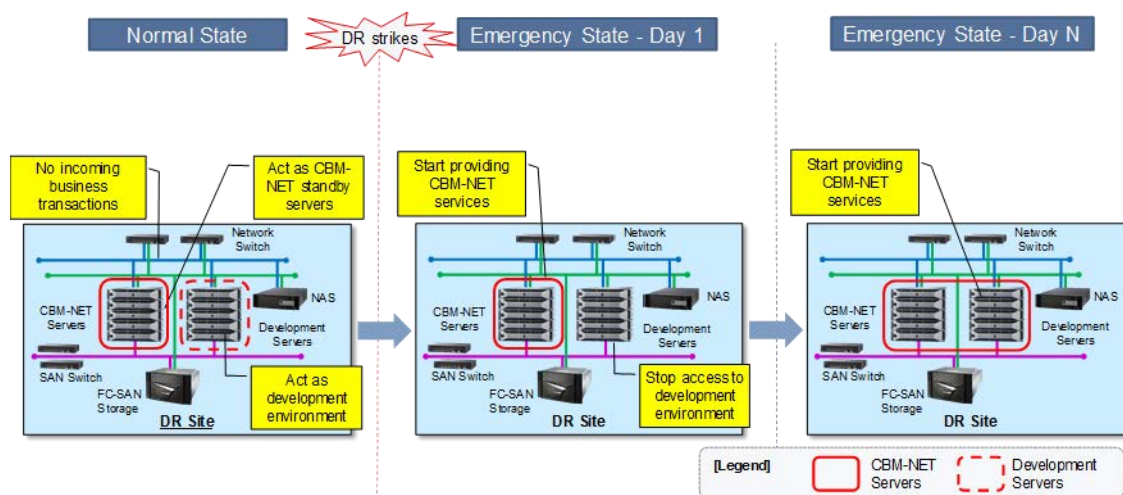 Normal State
DR strikes
Emergency State - Day 1
Emergency State - Day N
No incoming
business
transactions
Act as CBM-
NET standby
servers
Network
Switch
CBM-NET
Servers
NAS
Development
Servers
SAN Switch
FC-SAN
Storage
Act as
development
environment
DR Site
Start providing
CBM-NET
services
Network
Switch
CBM-NET
Servers
NAS
Development
Servers
SAN Switch
FC-SAN
Storage
Stop access to
development
environment
DR Site
Start providing
CBM-NET
services
Network
Switch
CBM-NET
Servers
NAS
Development
Servers
SAN Switch
FC-SAN
Storage
DR Site
[Legend]
CBM-NET
Servers
Development
Servers